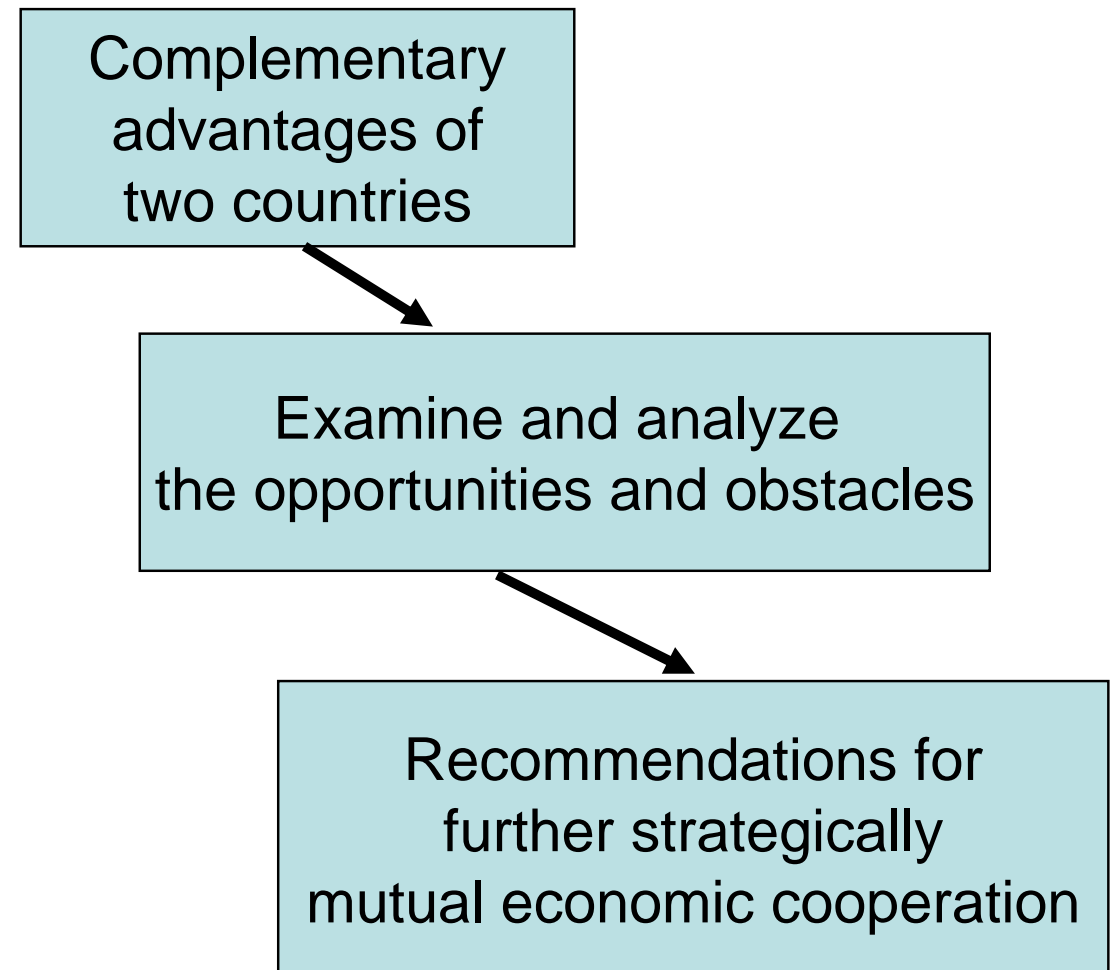 Complementary
advantages of
two countries
Examine and analyze
the opportunities and obstacles
Recommendations for
further strategically
mutual economic cooperation